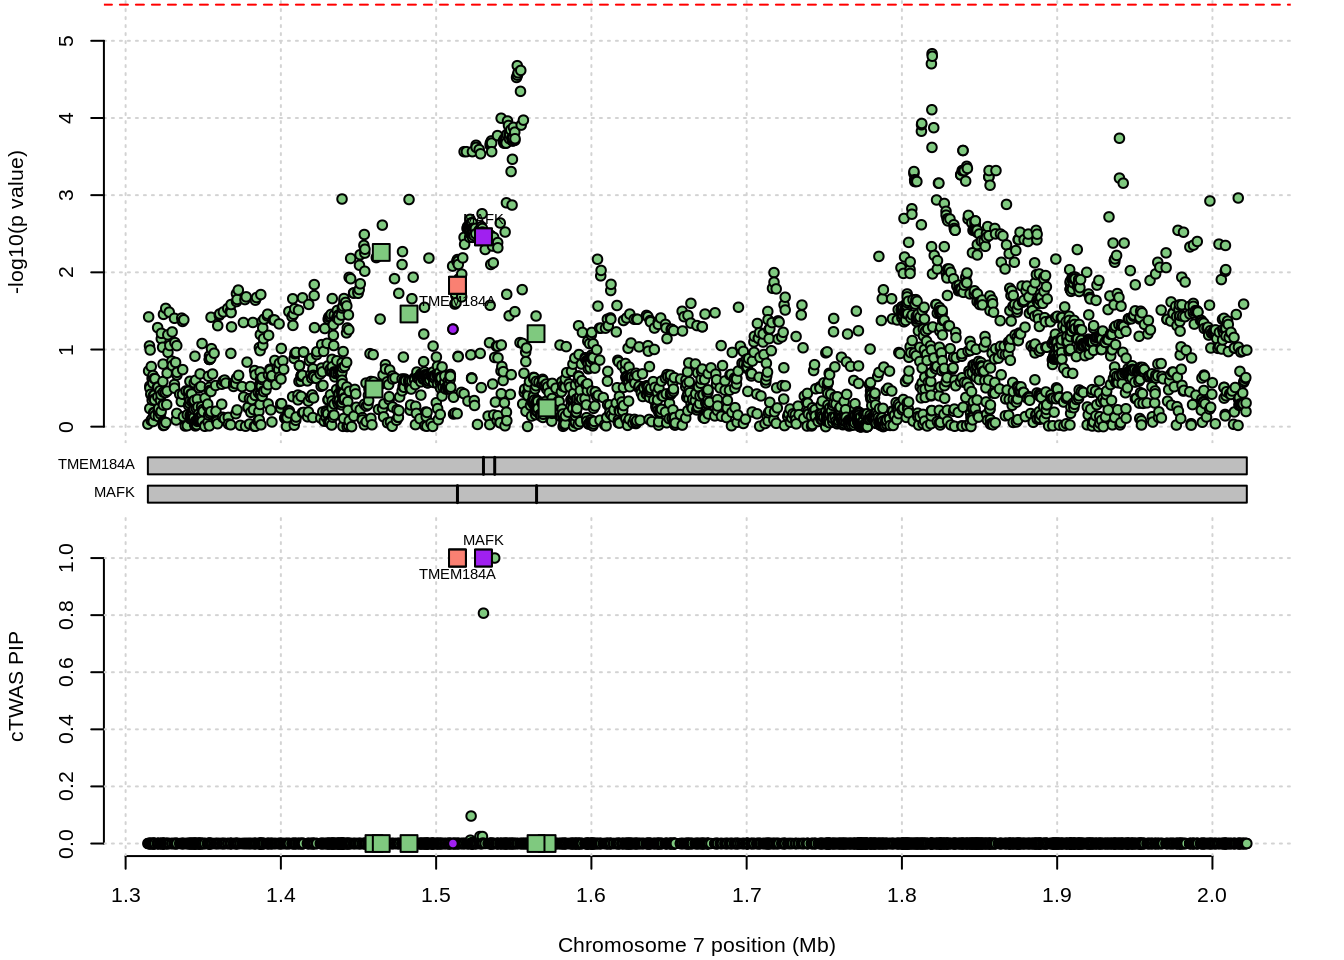 5
4
3
2
1
0
-log10(p value)
MAFK
TMEM184A
TMEM184A
MAFK
MAFK
TMEM184A
1.0
0.8
0.6
0.4
0.2
0.0
cTWAS PIP
1.3 1.4 1.5 1.6 1.7 1.8 1.9 2.0
Chromosome 7 position (Mb)